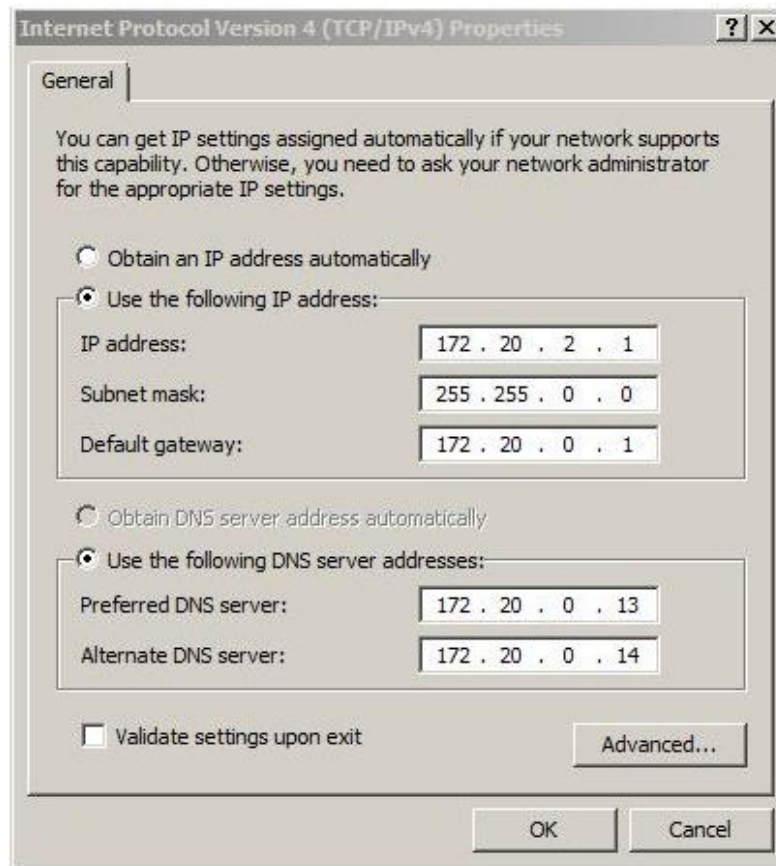 Internet Protocol Version 4 (TCP/IPv4) Properties
General
You can get IP settings assigned automatically if your network supports
this capability. Otherwise, you need to ask your network administrator
for the appropriate IP settings.
Obtain an IP address automatically
Use the following IP address:
IP address: 172 . 20 . 2 . 1
Subnet mask: 255 . 255 . 0 . 0
Default gateway: 172 . 20 . 0 . 1
Obtain DNS server address automatically
Use the following DNS server addresses:
Preferred DNS server: 172 . 20 . 0 . 13
Alternate DNS server: 172 . 20 . 0 . 14
Validate settings upon exit
Advanced...
OK Cancel